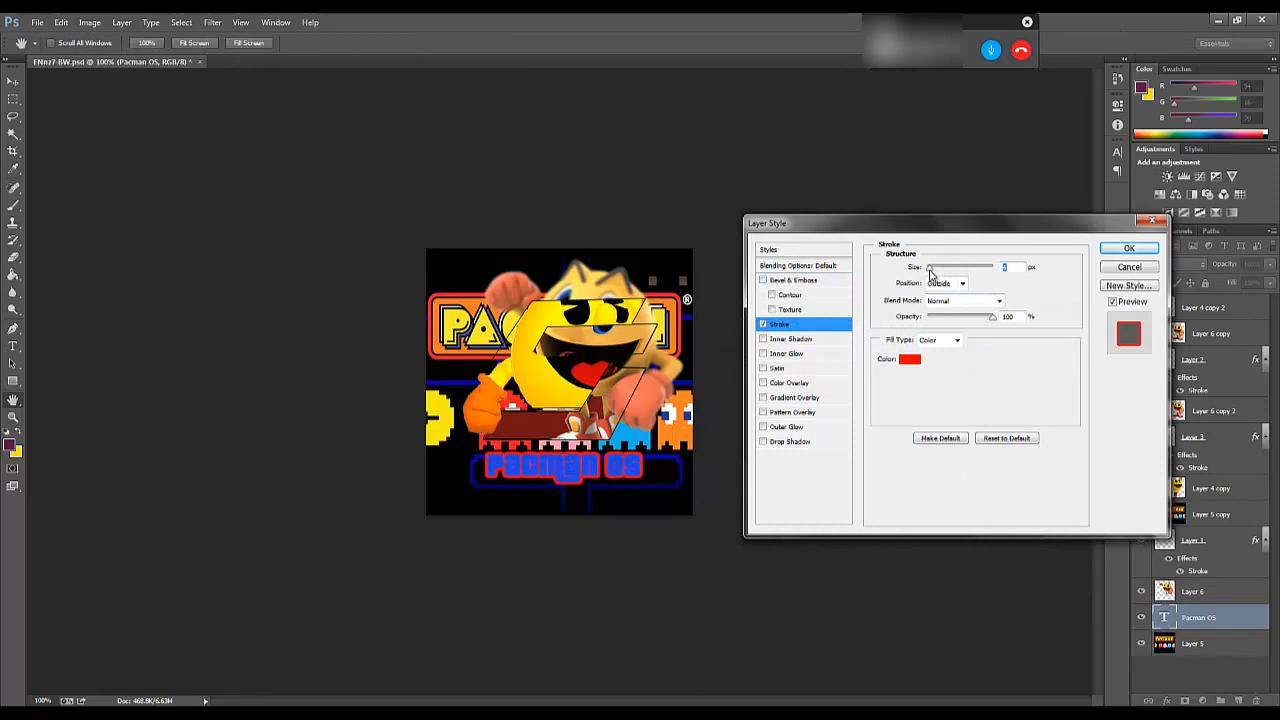 Ps File Edit Image Layer Type Select Filter View Window Help
Scroll All Windows 100% Fit Screen Fill Screen Essentials
ENnz7-BW.psd @ 100% (Pacman OS, RGB/8) * ×
Color Swatches
R
G
B
Adjustments Styles
Add an adjustment
Channels Paths
Opacity:
Fill:
Layer 4 copy
Layer 6 copy
Layer 2
Effects
Stroke
Layer 6 copy 2
Layer 3
Effects
Stroke
Layer 4 copy
Layer 5 copy
Layer 1
Effects
Stroke
Layer 6
T Pacman OS
Layer 5
Layer Style
Styles
Blending Options: Default
Bevel & Emboss
Contour
Texture
Stroke
Inner Shadow
Inner Glow
Satin
Color Overlay
Gradient Overlay
Pattern Overlay
Outer Glow
Drop Shadow
Stroke
Structure
Size: px
Position: Outside
Blend Mode: Normal
Opacity: 100 %
Fill Type: Color
Color:
Make Default Reset to Default
OK
Cancel
New Style...
Preview
®
Pacman OS
100% Doc: 468.8K/6.63M